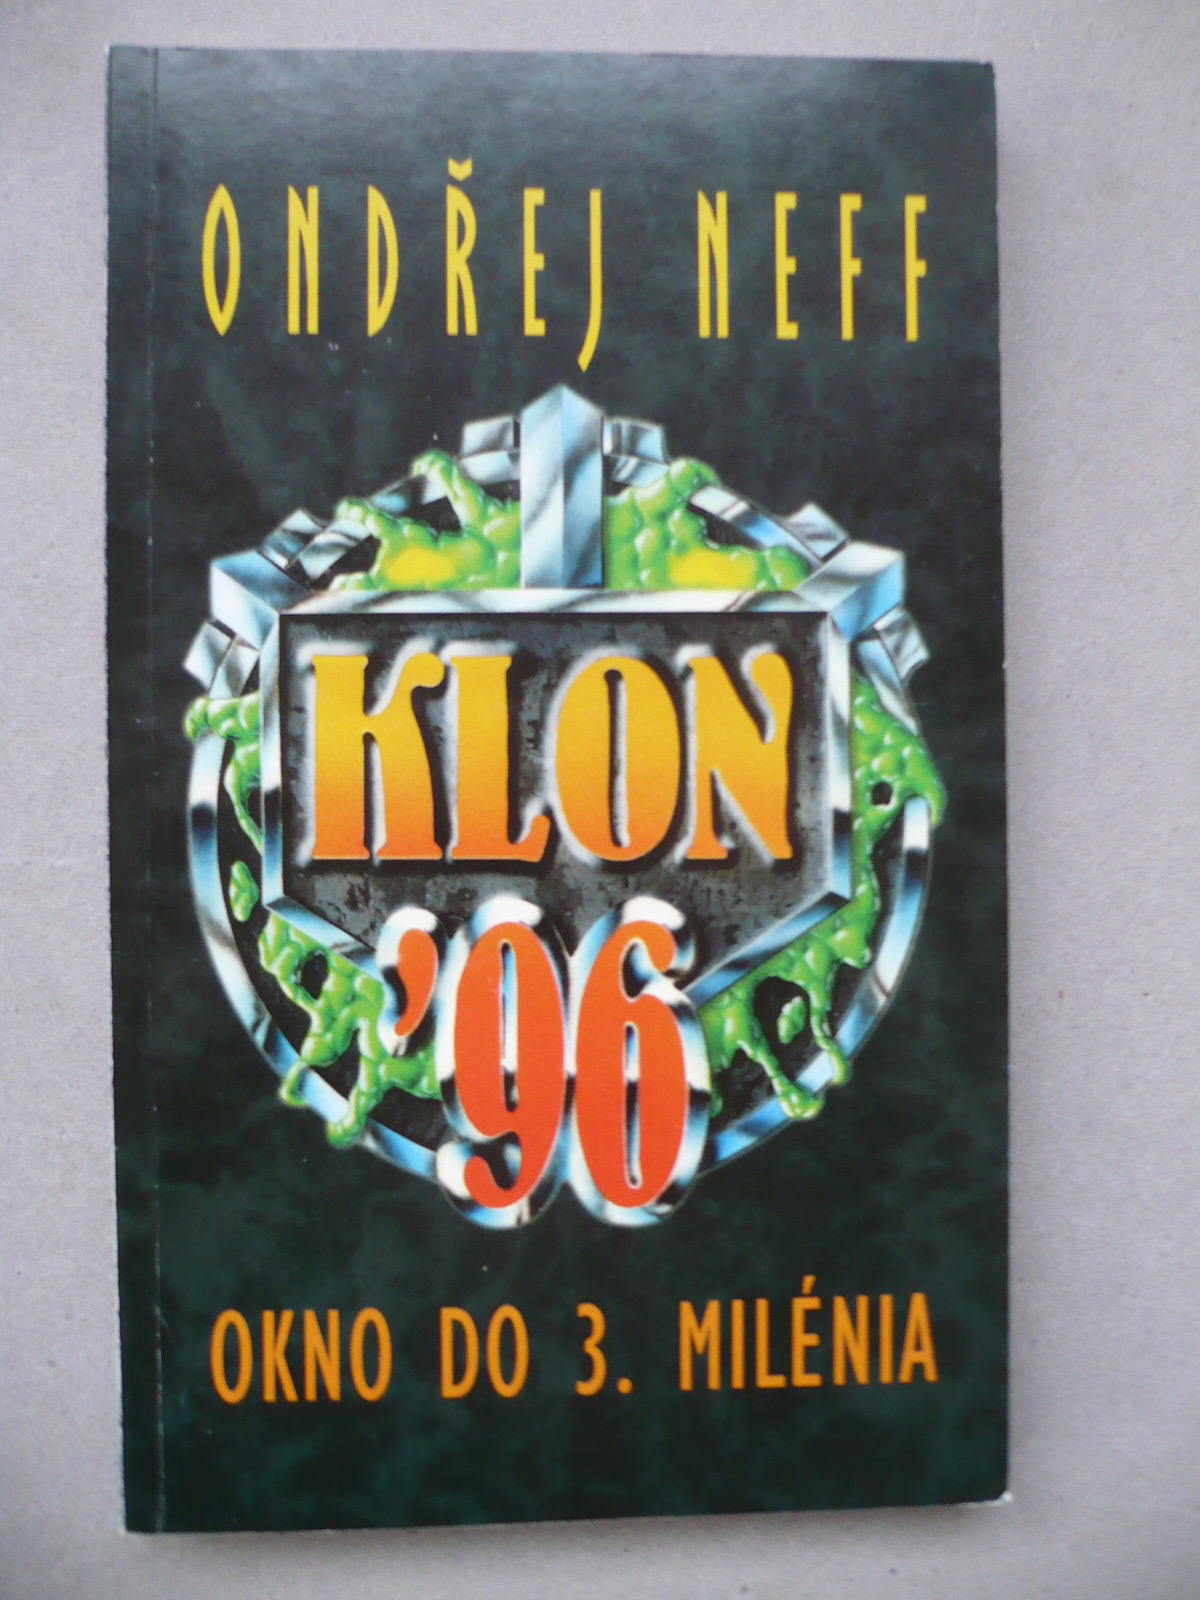 ONDŘEJ NEFF
KLON
'96
OKNO DO 3. MILÉNIA